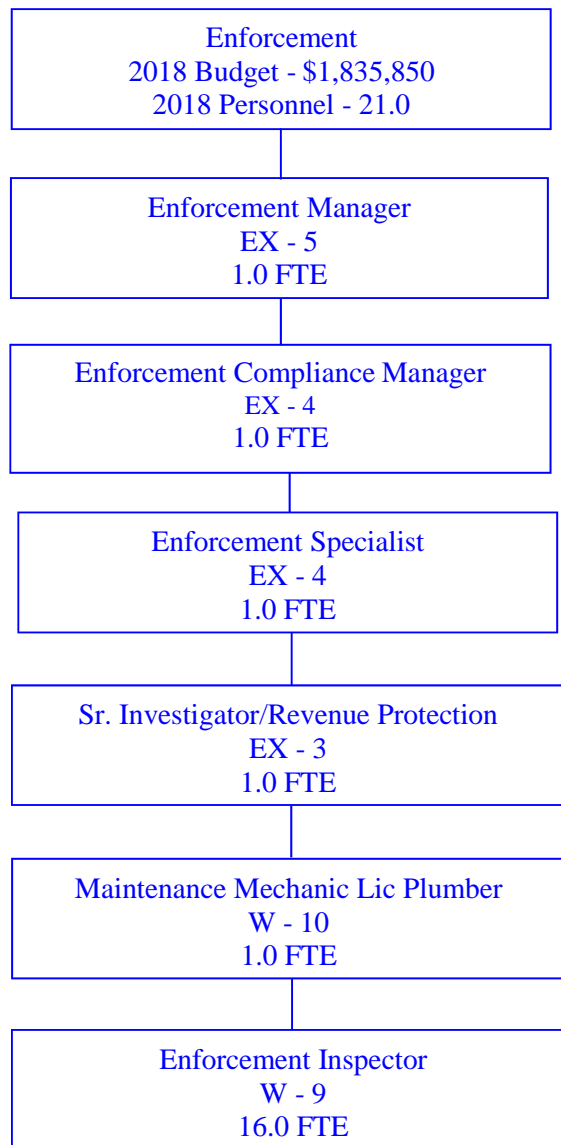 Enforcement
2018 Budget - $1,835,850
2018 Personnel - 21.0
Enforcement Manager
EX - 5
1.0 FTE
Enforcement Compliance Manager
EX - 4
1.0 FTE
Enforcement Specialist
EX - 4
1.0 FTE
Sr. Investigator/Revenue Protection
EX - 3
1.0 FTE
Maintenance Mechanic Lic Plumber
W - 10
1.0 FTE
Enforcement Inspector
W - 9
16.0 FTE